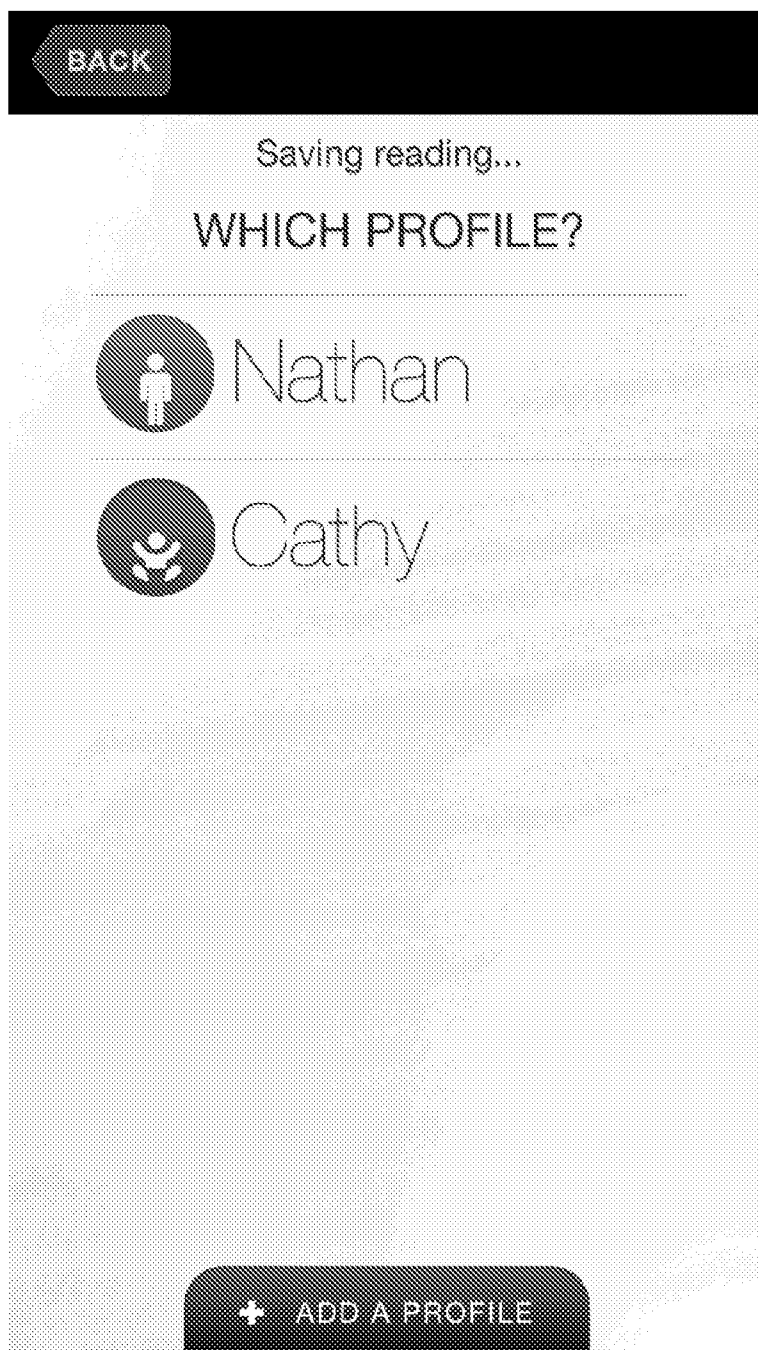 BACK
Saving reading...
WHICH PROFILE?
Nathan
Cathy
+ ADD A PROFILE